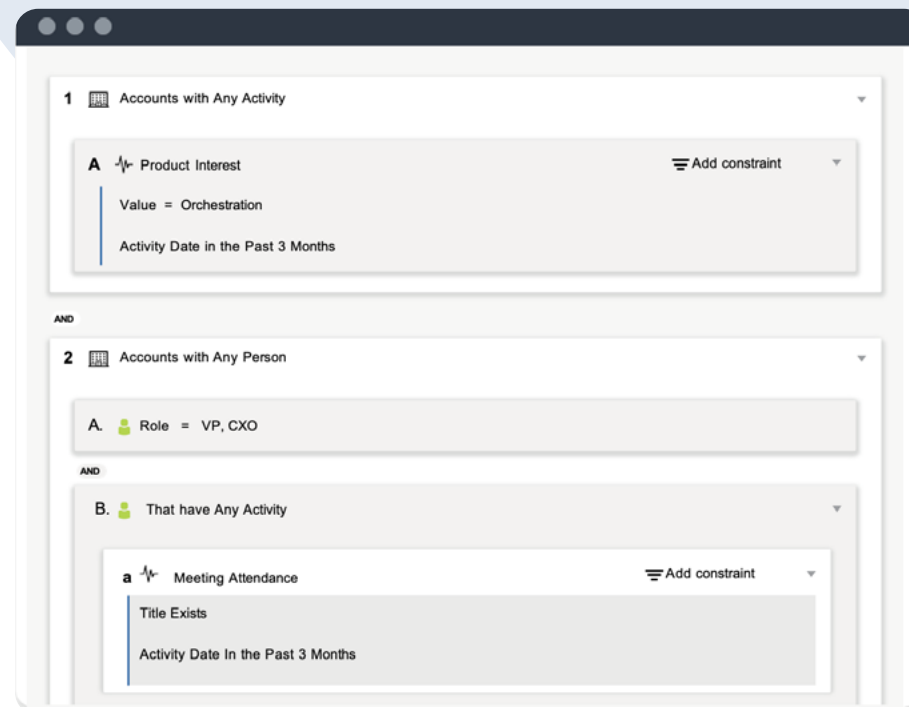 1 Accounts with Any Activity
A Product Interest Add constraint
Value = Orchestration
Activity Date in the Past 3 Months
AND
2 Accounts with Any Person
A. Role = VP, CXO
AND
B. That have Any Activity
a Meeting Attendance Add constraint
Title Exists
Activity Date In the Past 3 Months